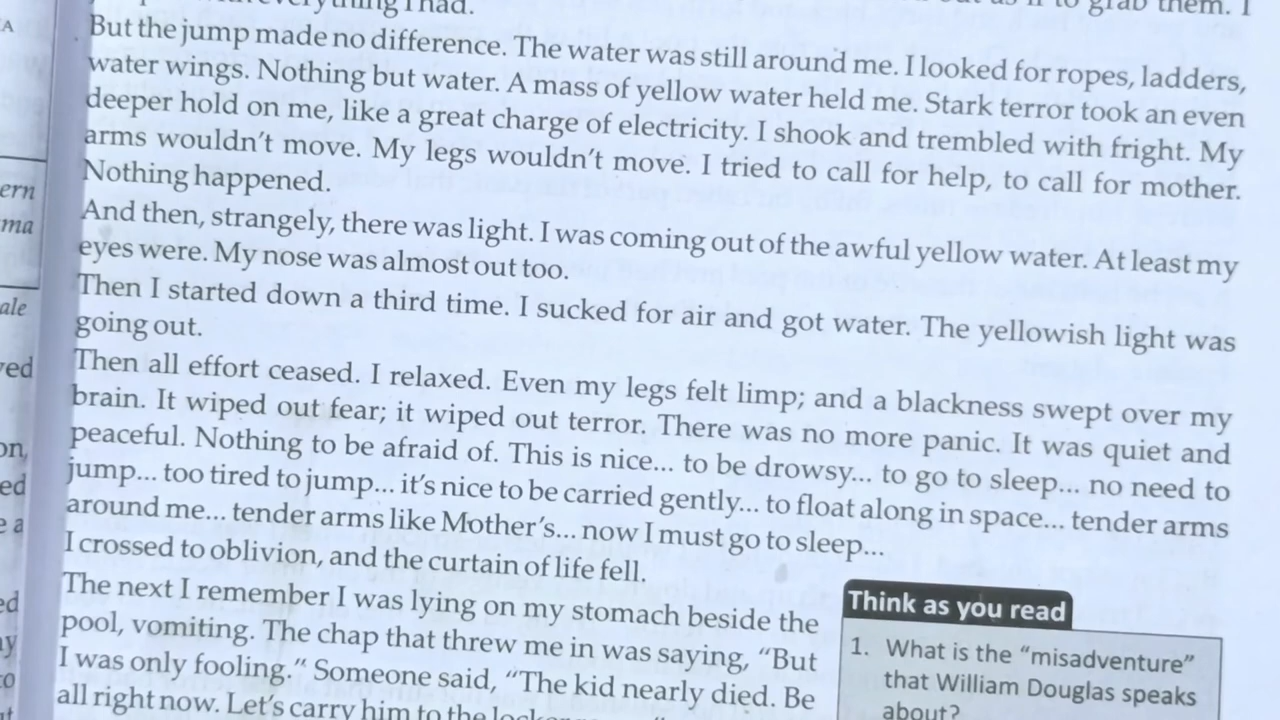 grab them. I
But the jump made no difference. The water was still around me. I looked for ropes, ladders,
water wings. Nothing but water. A mass of yellow water held me. Stark terror took an even
deeper hold on me, like a great charge of electricity. I shook and trembled with fright. My
arms wouldn't move. My legs wouldn't move. I tried to call for help, to call for mother.
Nothing happened.
And then, strangely, there was light. I was coming out of the awful yellow water. At least my
eyes were. My nose was almost out too.
Then I started down a third time. I sucked for air and got water. The yellowish light was
going out.
Then all effort ceased. I relaxed. Even my legs felt limp; and a blackness swept over my
brain. It wiped out fear; it wiped out terror. There was no more panic. It was quiet and
peaceful. Nothing to be afraid of. This is nice... to be drowsy... to go to sleep... no need to
jump... too tired to jump... it's nice to be carried gently... to float along in space... tender arms
around me... tender arms like Mother's... now I must go to sleep...
I crossed to oblivion, and the curtain of life fell.
The next I remember I was lying on my stomach beside the
pool, vomiting. The chap that threw me in was saying, "But
I was only fooling." Someone said, "The kid nearly died. Be
all right now. Let's carry him to the
Think as you read
1. What is the "misadventure"
that William Douglas speaks
about?